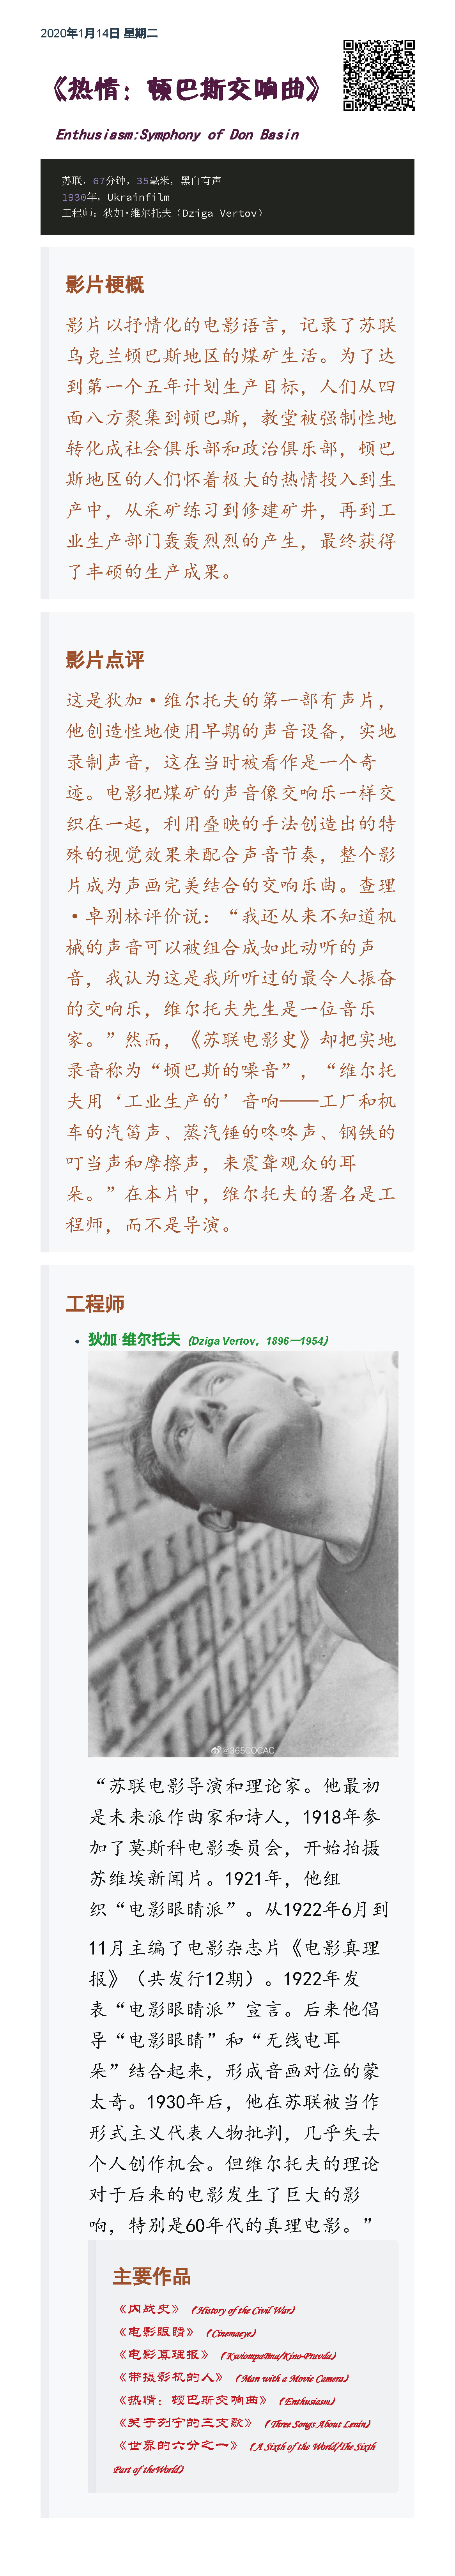 2020年1月14日 星期二
《热情：顿巴斯交响曲》
Enthusiasm:Symphony of Don Basin
苏联，67分钟，35毫米，黑白有声
1930年，Ukrainfilm
工程师：狄加·维尔托夫（Dziga Vertov）
影片梗概
影片以抒情化的电影语言，记录了苏联
乌克兰顿巴斯地区的煤矿生活。为了达
到第一个五年计划生产目标，人们从四
面八方聚集到顿巴斯，教堂被强制性地
转化成社会俱乐部和政治俱乐部，顿巴
斯地区的人们怀着极大的热情投入到生
产中，从采矿练习到修建矿井，再到工
业生产部门轰轰烈烈的产生，最终获得
了丰硕的生产成果。
影片点评
这是狄加·维尔托夫的第一部有声片，
他创造性地使用早期的声音设备，实地
录制声音，这在当时被看作是一个奇
迹。电影把煤矿的声音像交响乐一样交
织在一起，利用叠映的手法创造出的特
殊的视觉效果来配合声音节奏，整个影
片成为声画完美结合的交响乐曲。查理
·卓别林评价说：“我还从来不知道机
械的声音可以被组合成如此动听的声
音，我认为这是我所听过的最令人振奋
的交响乐，维尔托夫先生是一位音乐
家。”然而，《苏联电影史》却把实地
录音称为“顿巴斯的噪音”，“维尔托
夫用‘工业生产的’音响——工厂和机
车的汽笛声、蒸汽锤的咚咚声、钢铁的
叮当声和摩擦声，来震聋观众的耳
朵。”在本片中，维尔托夫的署名是工
程师，而不是导演。
工程师
狄加·维尔托夫（Dziga Vertov，1896—1954）
@365COCAC
“苏联电影导演和理论家。他最初
是未来派作曲家和诗人，1918年参
加了莫斯科电影委员会，开始拍摄
苏维埃新闻片。1921年，他组
织“电影眼睛派”。从1922年6月到
11月主编了电影杂志片《电影真理
报》（共发行12期）。1922年发
表“电影眼睛派”宣言。后来他倡
导“电影眼睛”和“无线电耳
朵”结合起来，形成音画对位的蒙
太奇。1930年后，他在苏联被当作
形式主义代表人物批判，几乎失去
个人创作机会。但维尔托夫的理论
对于后来的电影发生了巨大的影
响，特别是60年代的真理电影。”
主要作品
《内战史》（History of the Civil War）
《电影眼睛》（Cinemaeye）
《电影真理报》（KwiompaBna/Kino-Pravda）
《带摄影机的人》（Man with a Movie Camera）
《热情：顿巴斯交响曲》（Enthusiasm）
《关于列宁的三支歌》（Three Songs About Lenin）
《世界的六分之一》（A Sixth of the World/The Sixth
Part of theWorld）